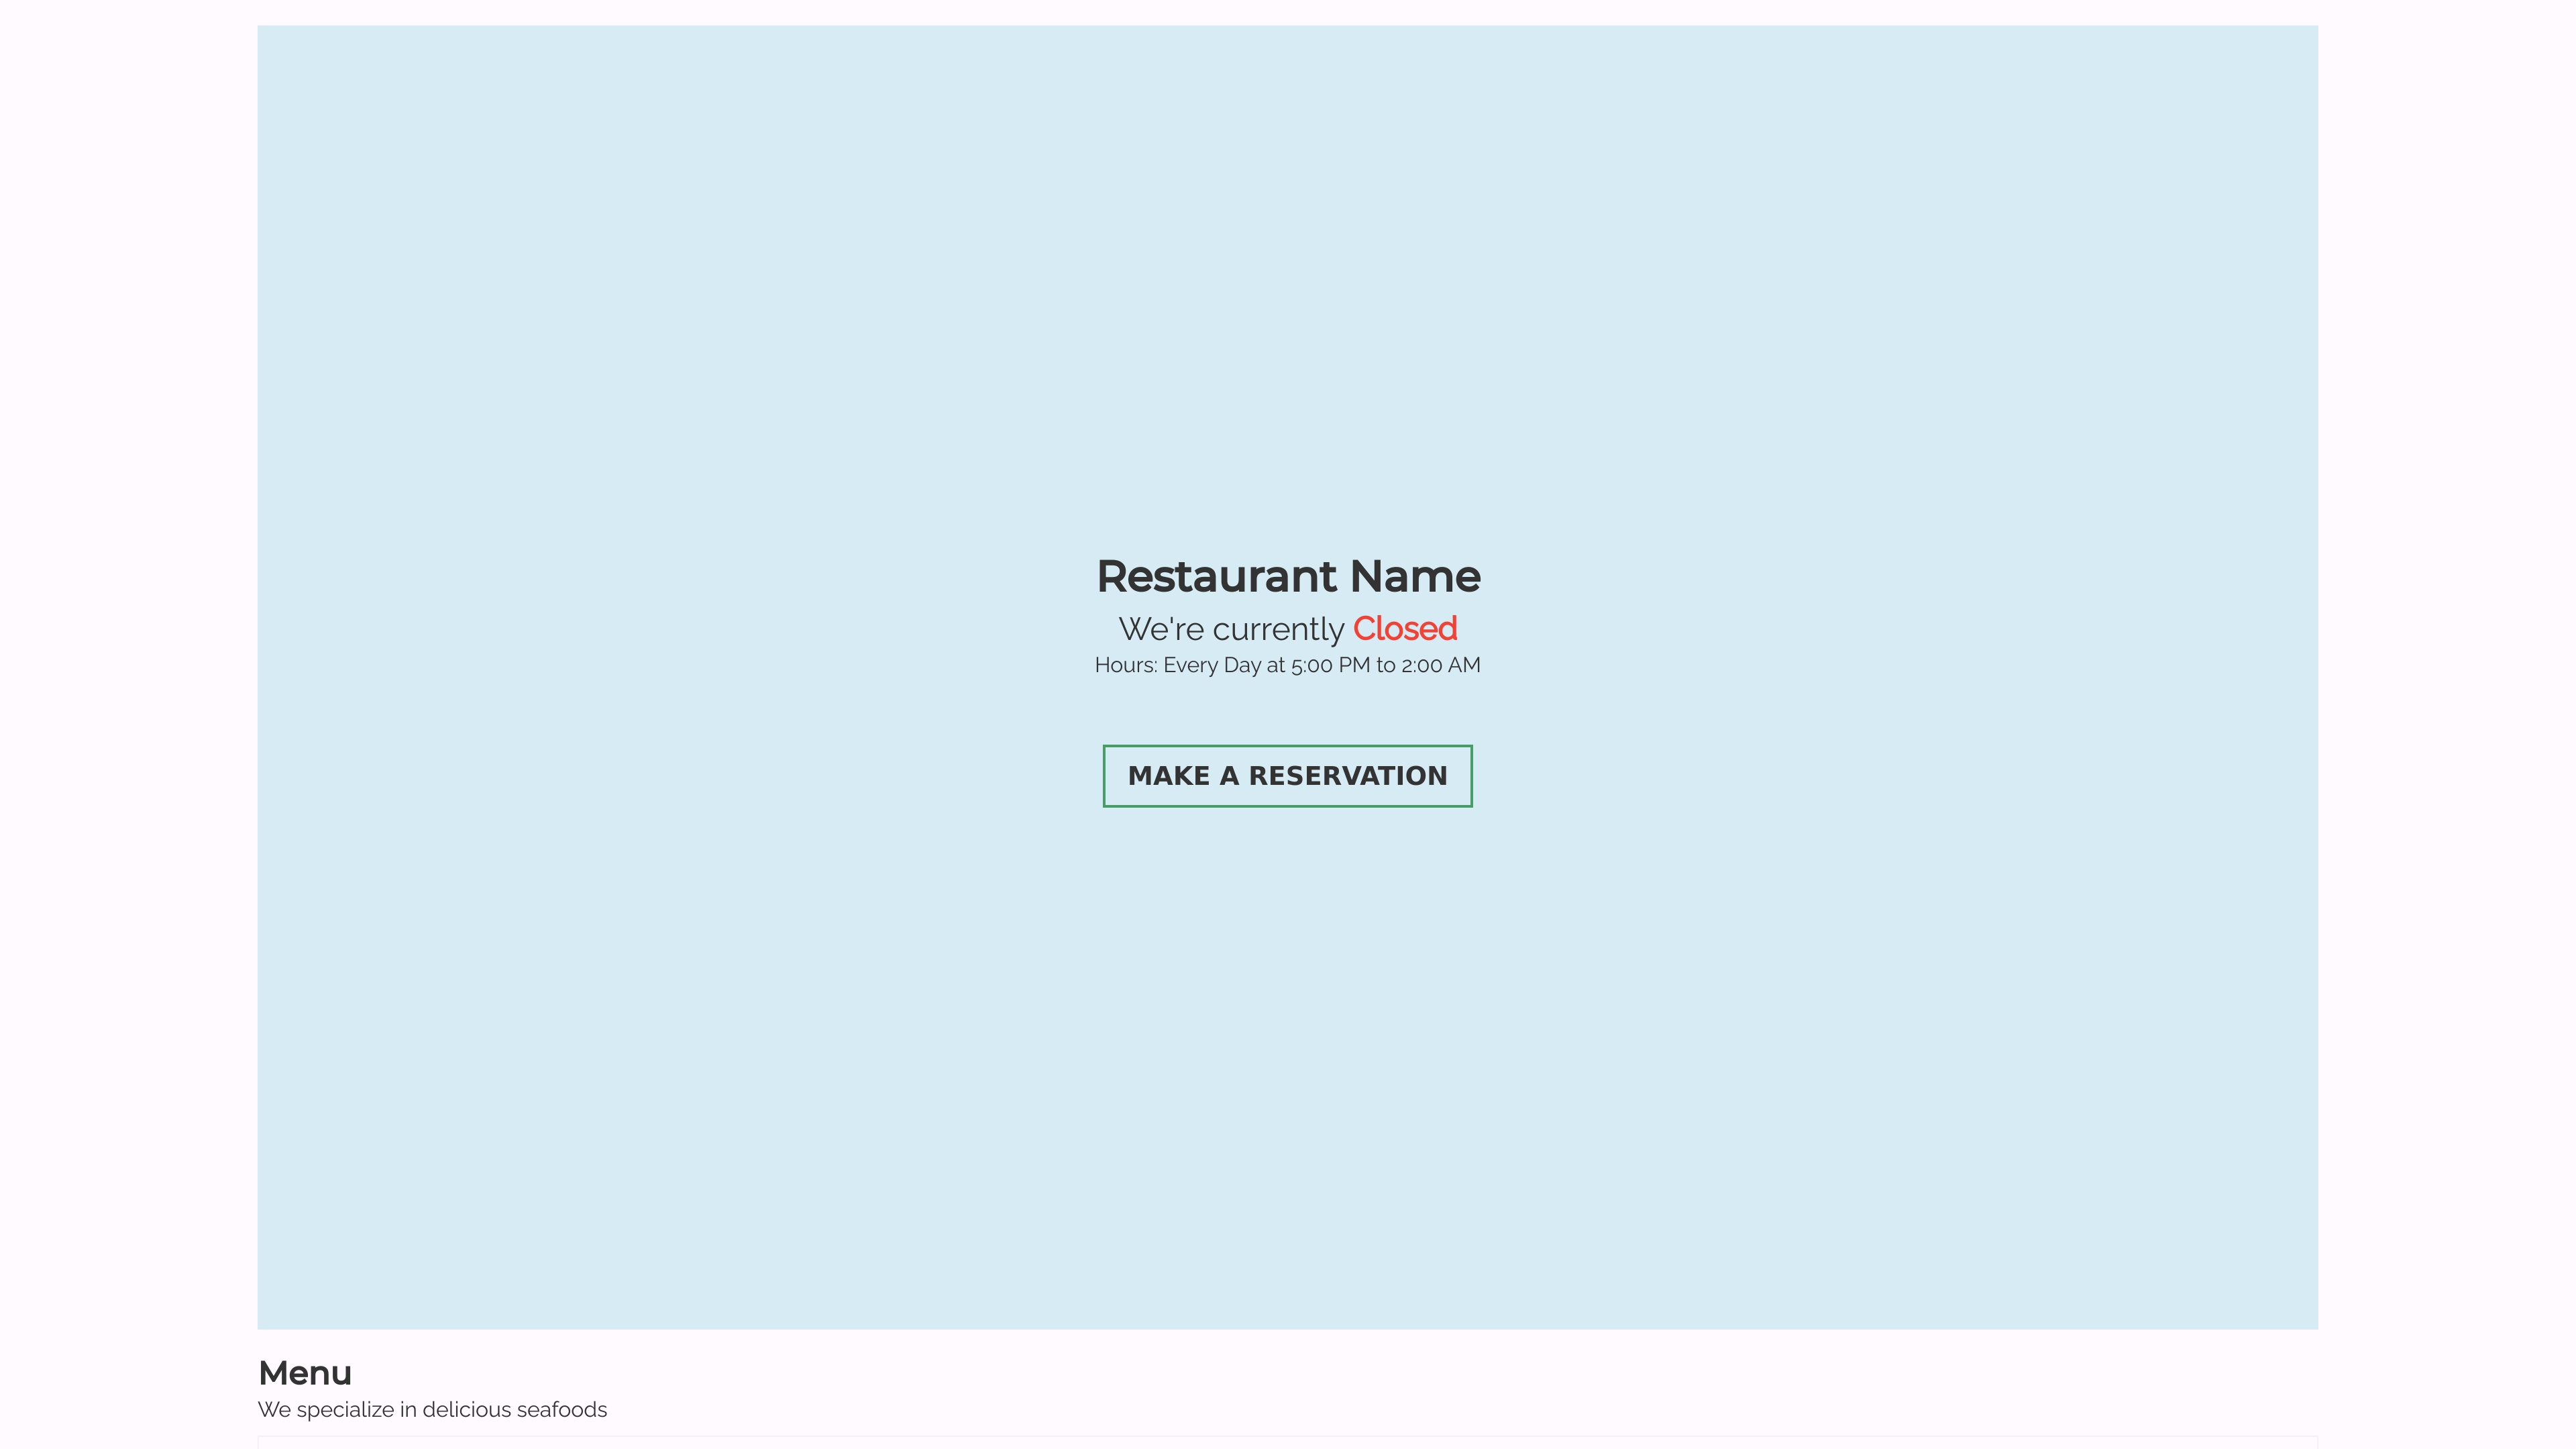 Restaurant Name
We're currently Closed
Hours: Every Day at 5:00 PM to 2:00 AM
MAKE A RESERVATION
Menu
We specialize in delicious seafoods